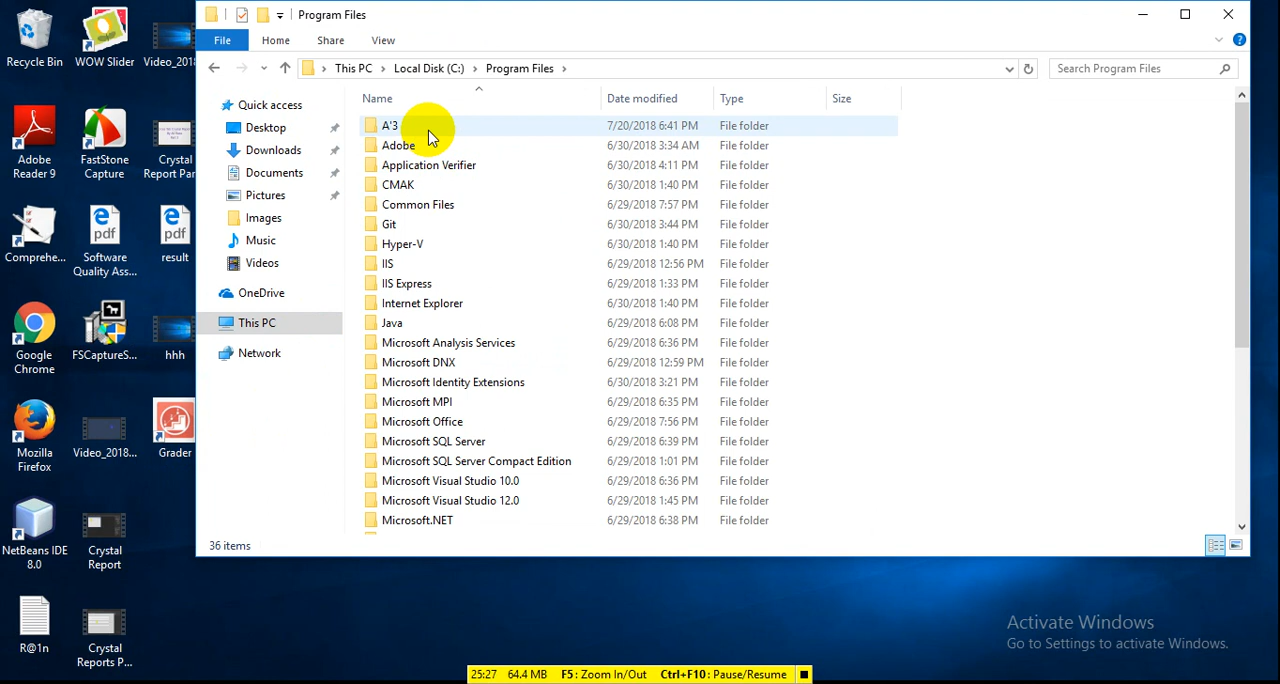 Recycle Bin
WOW Slider
Video_2018
Adobe Reader 9
FastStone Capture
Crystal Report Par
Comprehe...
Software Quality Ass...
result
Google Chrome
FSCaptureS...
hhh
Mozilla Firefox
Video_2018...
Grader
NetBeans IDE 8.0
Crystal Report
R@1n
Crystal Reports P...
Program Files
File Home Share View
This PC Local Disk (C:) Program Files
Search Program Files
Quick access
Desktop
Downloads
Documents
Pictures
Images
Music
Videos
OneDrive
This PC
Network
Name Date modified Type Size
A'3 7/20/2018 6:41 PM File folder
Adobe 6/30/2018 3:34 AM File folder
Application Verifier 6/30/2018 4:11 PM File folder
CMAK 6/30/2018 1:40 PM File folder
Common Files 6/29/2018 7:57 PM File folder
Git 6/30/2018 3:44 PM File folder
Hyper-V 6/30/2018 1:40 PM File folder
IIS 6/29/2018 12:56 PM File folder
IIS Express 6/29/2018 1:33 PM File folder
Internet Explorer 6/30/2018 1:40 PM File folder
Java 6/29/2018 6:08 PM File folder
Microsoft Analysis Services 6/29/2018 6:36 PM File folder
Microsoft DNX 6/29/2018 12:59 PM File folder
Microsoft Identity Extensions 6/30/2018 3:21 PM File folder
Microsoft MPI 6/29/2018 6:35 PM File folder
Microsoft Office 6/29/2018 7:56 PM File folder
Microsoft SQL Server 6/29/2018 6:39 PM File folder
Microsoft SQL Server Compact Edition 6/29/2018 1:01 PM File folder
Microsoft Visual Studio 10.0 6/29/2018 6:36 PM File folder
Microsoft Visual Studio 12.0 6/29/2018 1:45 PM File folder
Microsoft.NET 6/29/2018 6:38 PM File folder
36 items
Activate Windows
Go to Settings to activate Windows.
25:27 64.4 MB F5: Zoom In/Out Ctrl+F10: Pause/Resume